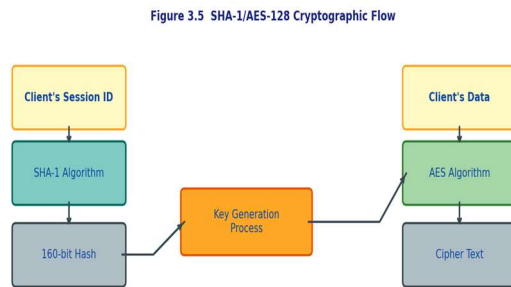 Figure 3.5 SHA-1/AES-128 Cryptographic Flow
Client's Session ID
Client's Data
SHA-1 Algorithm
AES Algorithm
Key Generation
Process
160-bit Hash
Cipher Text